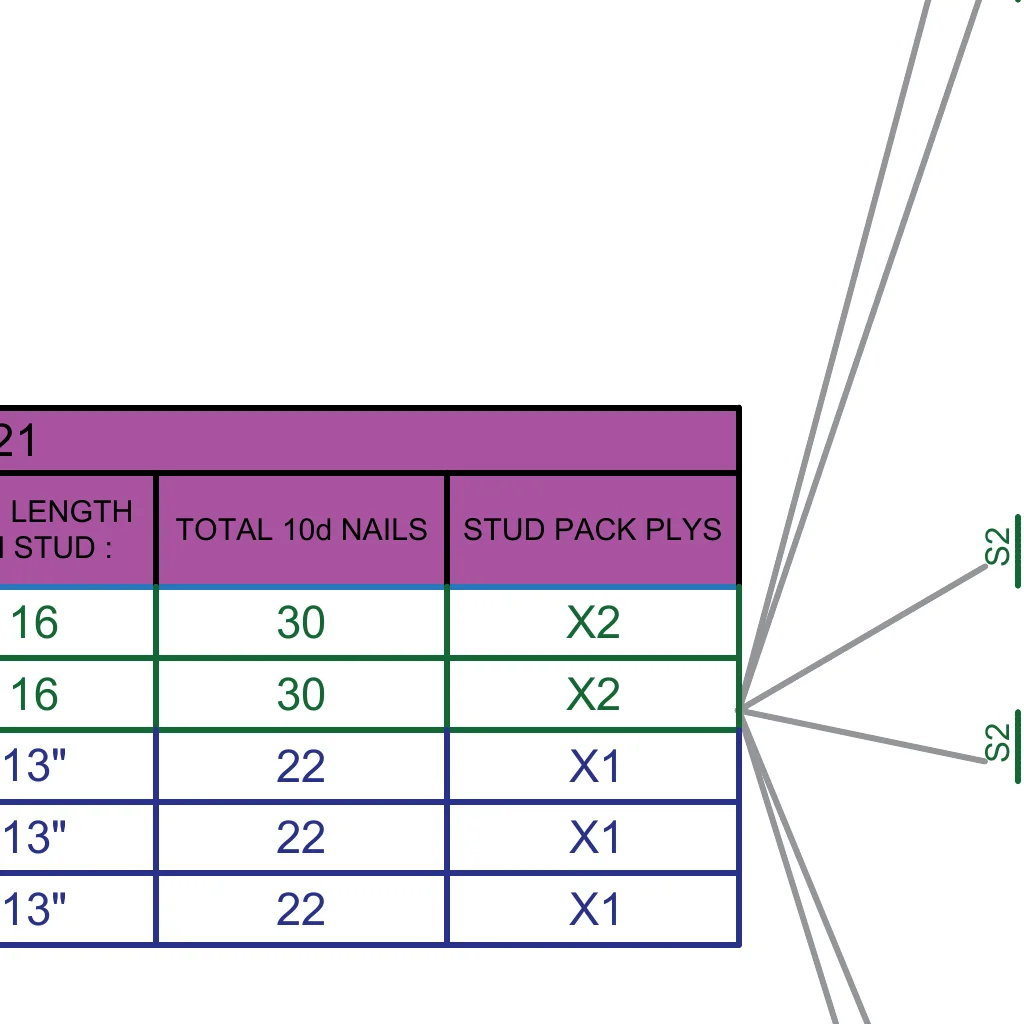 21
LENGTH
STUD :
TOTAL 10d NAILS
STUD PACK PLYS
16
30
X2
16
30
X2
13"
22
X1
13"
22
X1
13"
22
X1
S2
S2